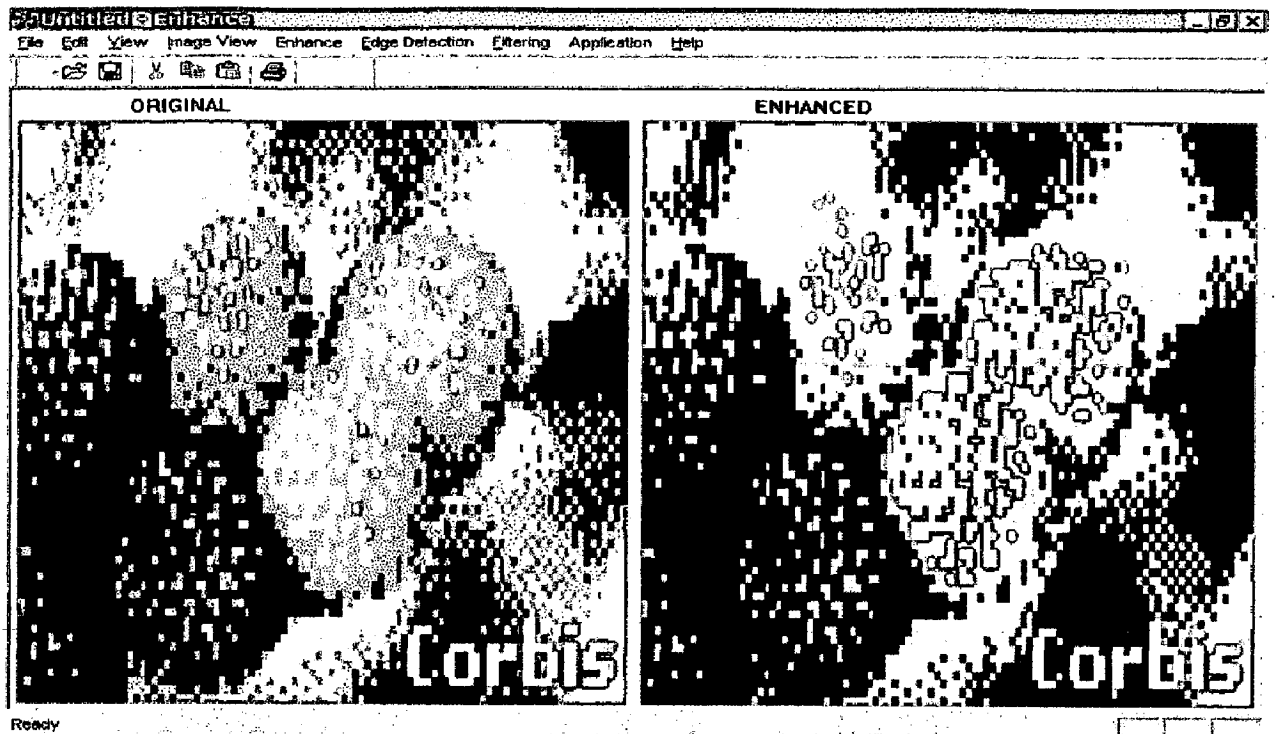 Untitled - Enhance
File Edit View Image View Enhance Edge Detection Filtering Application Help
ORIGINAL ENHANCED
Corbis Corbis
Ready